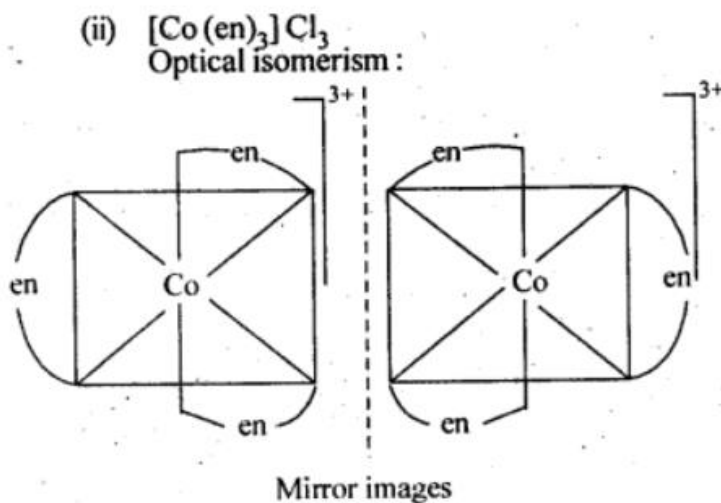 (ii) [Co (en)₃] Cl₃
Optical isomerism :
3+ 3+
en en
en Co Co en
en en
Mirror images